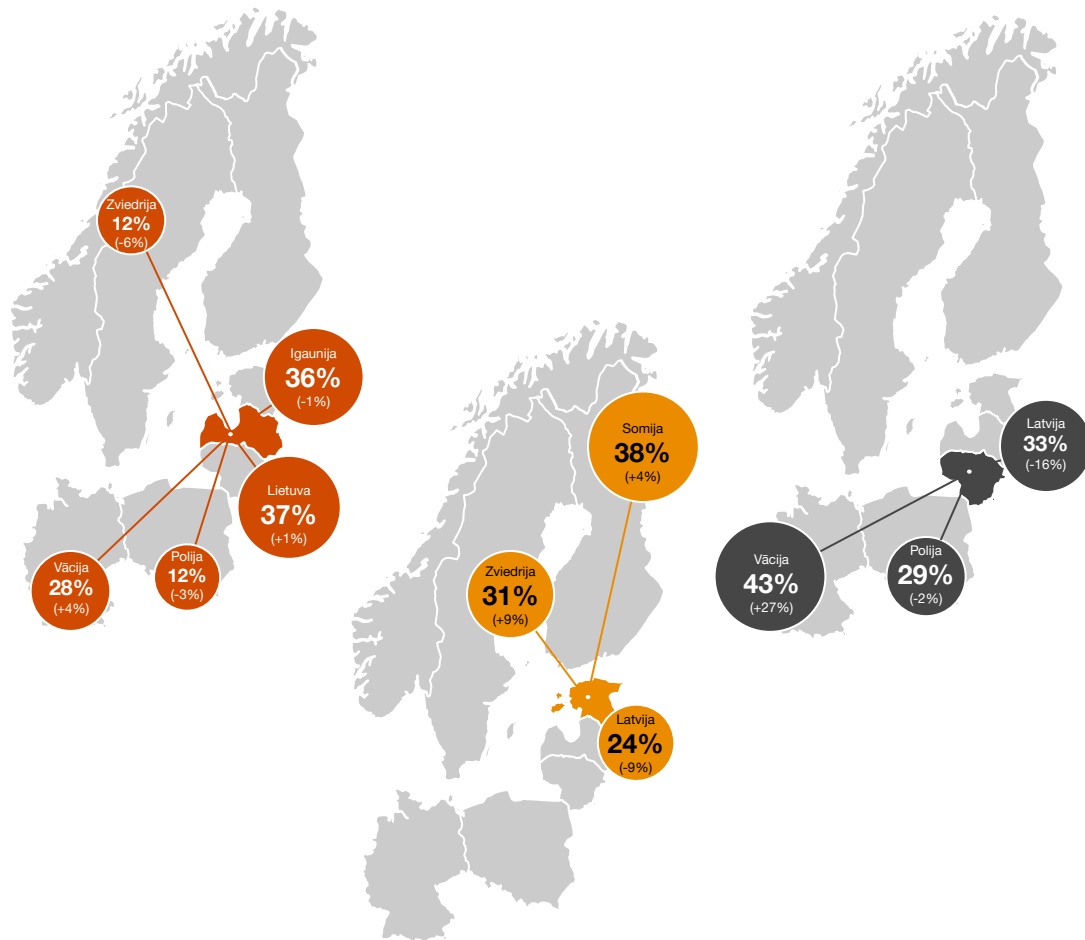 Zviedrija
12%
(-6%)
Igaunija
36%
(-1%)
Lietuva
37%
(+1%)
Vācija
28%
(+4%)
Polija
12%
(-3%)
Somija
38%
(+4%)
Zviedrija
31%
(+9%)
Latvija
24%
(-9%)
Latvija
33%
(-16%)
Vācija
43%
(+27%)
Polija
29%
(-2%)